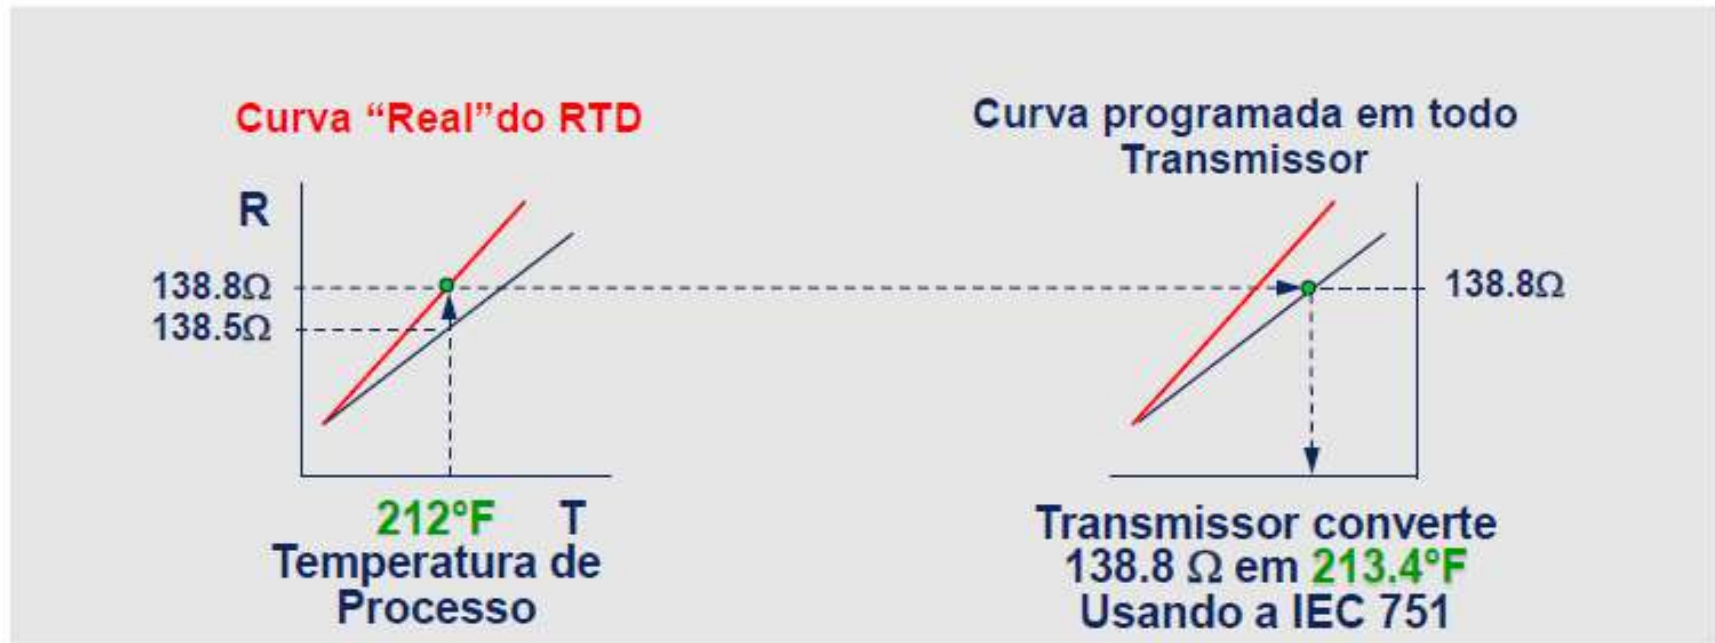 Curva “Real”do RTD
R
138.8Ω
138.5Ω
212°F T
Temperatura de
Processo
Curva programada em todo
Transmissor
138.8Ω
Transmissor converte
138.8 Ω em 213.4°F
Usando a IEC 751